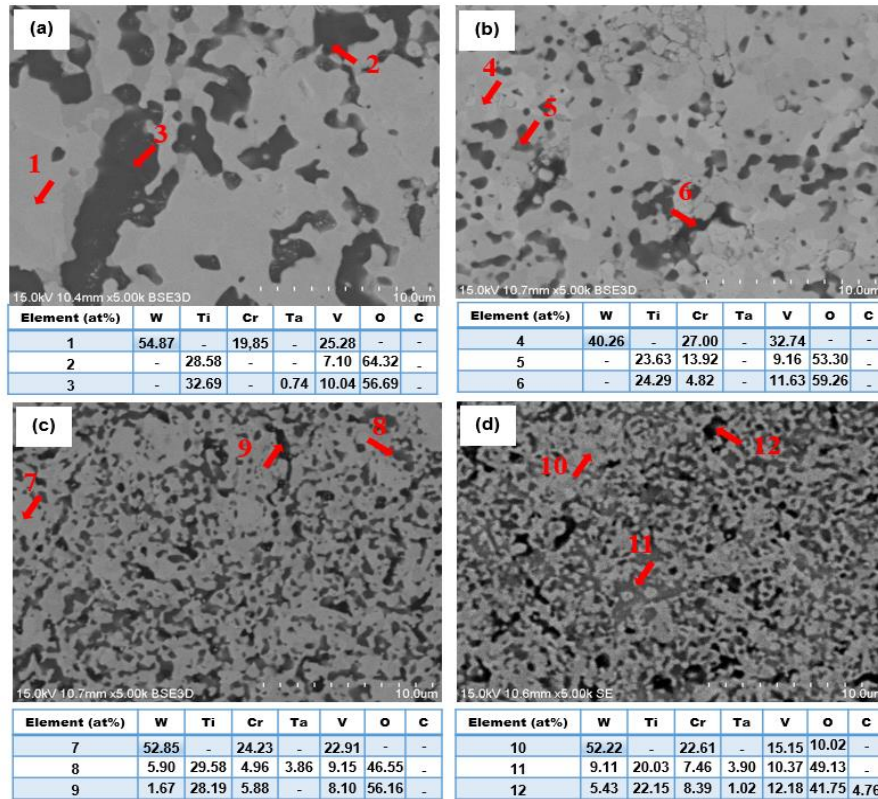 (a)
2
3
1
15.0kV 10.4mm x5.00k BSE3D
10.0um
Element (at%) W Ti Cr Ta V O C
1 54.87 - 19,85 - 25.28 - -
2 - 28.58 - - 7.10 64.32 -
3 - 32.69 - 0.74 10.04 56.69 -
(b)
4
5
6
15.0kV 10.7mm x5.00k BSE3D
10.0um
Element (at%) W Ti Cr Ta V O C
4 40.26 - 27.00 - 32.74 - -
5 - 23.63 13.92 - 9.16 53.30 -
6 - 24.29 4.82 - 11.63 59.26 -
(c)
9
8
7
15.0kV 10.7mm x5.00k BSE3D
10.0um
Element (at%) W Ti Cr Ta V O C
7 52.85 - 24.23 - 22.91 - -
8 5.90 29.58 4.96 3.86 9.15 46.55 -
9 1.67 28.19 5.88 - 8.10 56.16 -
(d)
12
10
11
15.0kV 10.6mm x5.00k SE
10.0um
Element (at%) W Ti Cr Ta V O C
10 52.22 - 22.61 - 15.15 10.02 -
11 9.11 20.03 7.46 3.90 10.37 49.13 -
12 5.43 22.15 8.39 1.02 12.18 41.75 4.76